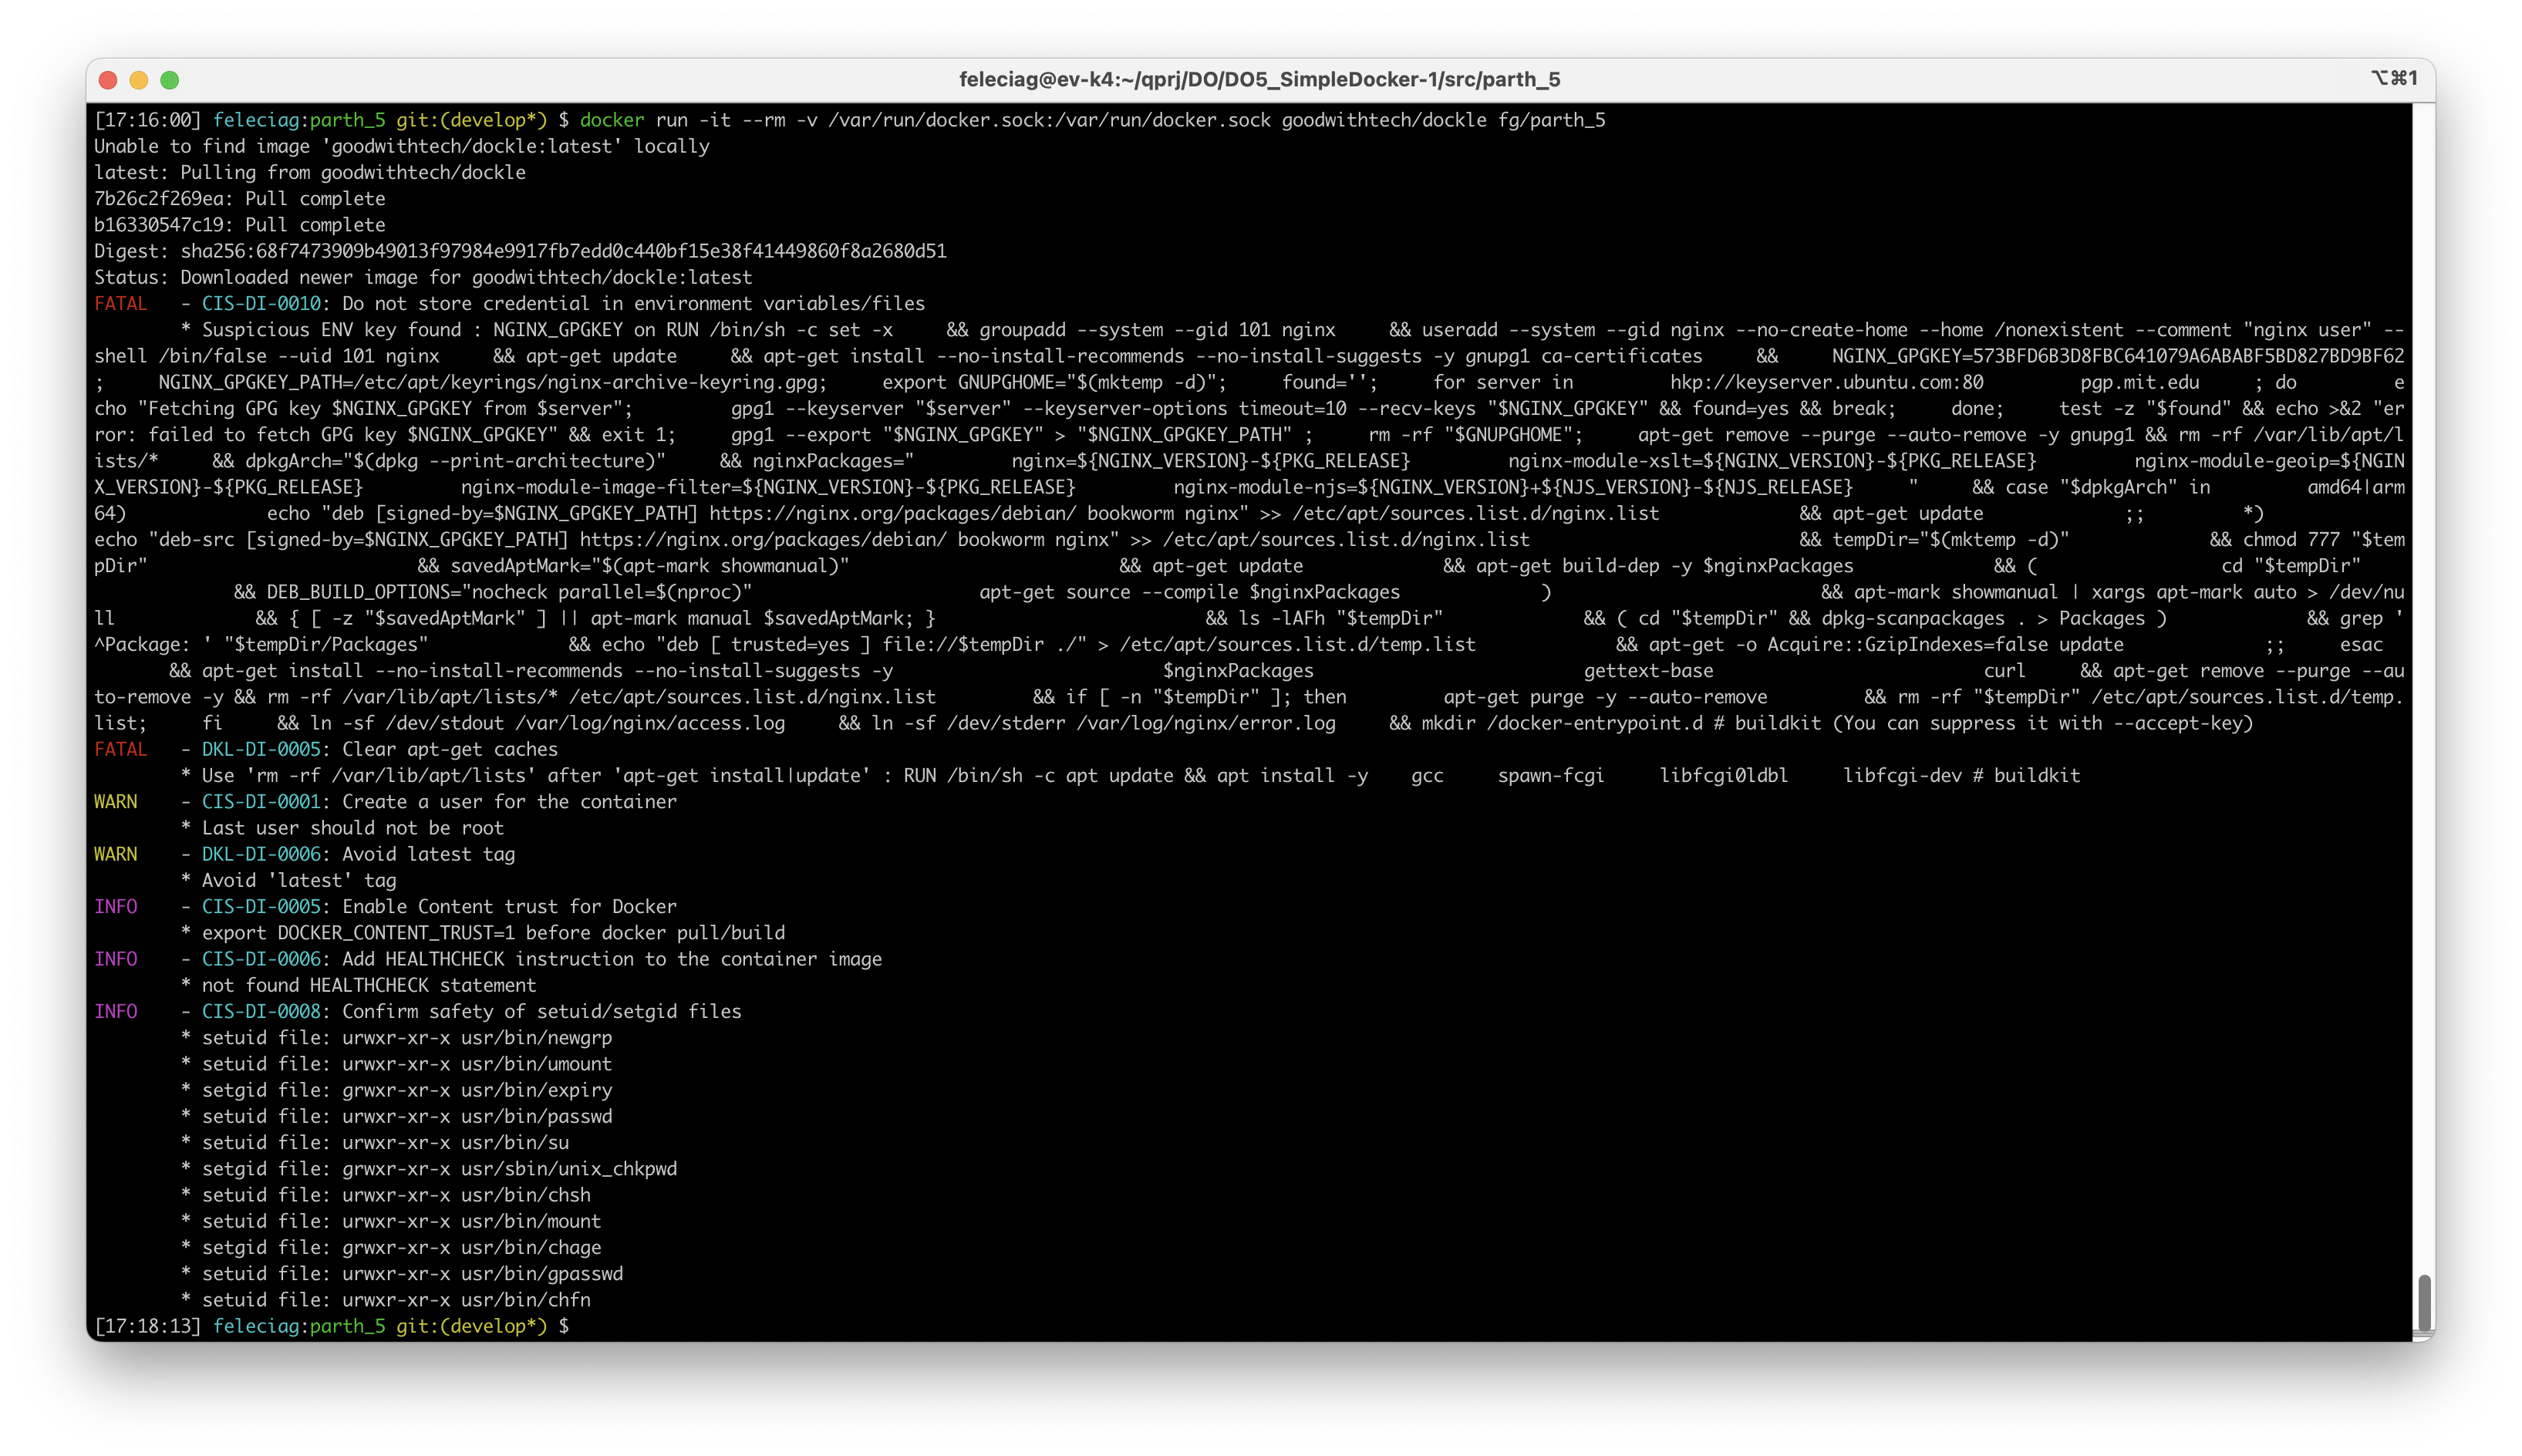 feleciag@ev-k4:~/qprj/DO/DO5_SimpleDocker-1/src/parth_5
⌥⌘1
[17:16:00] feleciag:parth_5 git:(develop*) $ docker run -it --rm -v /var/run/docker.sock:/var/run/docker.sock goodwithtech/dockle fg/parth_5
Unable to find image 'goodwithtech/dockle:latest' locally
latest: Pulling from goodwithtech/dockle
7b26c2f269ea: Pull complete
b16330547c19: Pull complete
Digest: sha256:68f7473909b49013f97984e9917fb7edd0c440bf15e38f41449860f8a2680d51
Status: Downloaded newer image for goodwithtech/dockle:latest
FATAL   - CIS-DI-0010: Do not store credential in environment variables/files
        * Suspicious ENV key found : NGINX_GPGKEY on RUN /bin/sh -c set -x     && groupadd --system --gid 101 nginx     && useradd --system --gid nginx --no-create-home --home /nonexistent --comment "nginx user" --
shell /bin/false --uid 101 nginx     && apt-get update     && apt-get install --no-install-recommends --no-install-suggests -y gnupg1 ca-certificates     &&     NGINX_GPGKEY=573BFD6B3D8FBC641079A6ABABF5BD827BD9BF62
;     NGINX_GPGKEY_PATH=/etc/apt/keyrings/nginx-archive-keyring.gpg;     export GNUPGHOME="$(mktemp -d)";     found='';     for server in         hkp://keyserver.ubuntu.com:80         pgp.mit.edu     ; do         e
cho "Fetching GPG key $NGINX_GPGKEY from $server";         gpg1 --keyserver "$server" --keyserver-options timeout=10 --recv-keys "$NGINX_GPGKEY" && found=yes && break;     done;     test -z "$found" && echo >&2 "er
ror: failed to fetch GPG key $NGINX_GPGKEY" && exit 1;     gpg1 --export "$NGINX_GPGKEY" > "$NGINX_GPGKEY_PATH" ;     rm -rf "$GNUPGHOME";     apt-get remove --purge --auto-remove -y gnupg1 && rm -rf /var/lib/apt/l
ists/*     && dpkgArch="$(dpkg --print-architecture)"     && nginxPackages="         nginx=${NGINX_VERSION}-${PKG_RELEASE}         nginx-module-xslt=${NGINX_VERSION}-${PKG_RELEASE}         nginx-module-geoip=${NGIN
X_VERSION}-${PKG_RELEASE}         nginx-module-image-filter=${NGINX_VERSION}-${PKG_RELEASE}         nginx-module-njs=${NGINX_VERSION}+${NJS_VERSION}-${NJS_RELEASE}     "     && case "$dpkgArch" in         amd64|arm
64)             echo "deb [signed-by=$NGINX_GPGKEY_PATH] https://nginx.org/packages/debian/ bookworm nginx" >> /etc/apt/sources.list.d/nginx.list             && apt-get update             ;;         *)
echo "deb-src [signed-by=$NGINX_GPGKEY_PATH] https://nginx.org/packages/debian/ bookworm nginx" >> /etc/apt/sources.list.d/nginx.list                         && tempDir="$(mktemp -d)"             && chmod 777 "$tem
pDir"                         && savedAptMark="$(apt-mark showmanual)"                         && apt-get update             && apt-get build-dep -y $nginxPackages             && (                 cd "$tempDir"
             && DEB_BUILD_OPTIONS="nocheck parallel=$(nproc)"                     apt-get source --compile $nginxPackages             )                         && apt-mark showmanual | xargs apt-mark auto > /dev/nu
ll             && { [ -z "$savedAptMark" ] || apt-mark manual $savedAptMark; }                         && ls -lAFh "$tempDir"             && ( cd "$tempDir" && dpkg-scanpackages . > Packages )             && grep '
^Package: ' "$tempDir/Packages"             && echo "deb [ trusted=yes ] file://$tempDir ./" > /etc/apt/sources.list.d/temp.list             && apt-get -o Acquire::GzipIndexes=false update             ;;     esac
       && apt-get install --no-install-recommends --no-install-suggests -y                         $nginxPackages                         gettext-base                         curl     && apt-get remove --purge --au
to-remove -y && rm -rf /var/lib/apt/lists/* /etc/apt/sources.list.d/nginx.list         && if [ -n "$tempDir" ]; then         apt-get purge -y --auto-remove         && rm -rf "$tempDir" /etc/apt/sources.list.d/temp.
list;     fi     && ln -sf /dev/stdout /var/log/nginx/access.log     && ln -sf /dev/stderr /var/log/nginx/error.log     && mkdir /docker-entrypoint.d # buildkit (You can suppress it with --accept-key)
FATAL   - DKL-DI-0005: Clear apt-get caches
        * Use 'rm -rf /var/lib/apt/lists' after 'apt-get install|update' : RUN /bin/sh -c apt update && apt install -y    gcc     spawn-fcgi     libfcgi0ldbl     libfcgi-dev # buildkit
WARN    - CIS-DI-0001: Create a user for the container
        * Last user should not be root
WARN    - DKL-DI-0006: Avoid latest tag
        * Avoid 'latest' tag
INFO    - CIS-DI-0005: Enable Content trust for Docker
        * export DOCKER_CONTENT_TRUST=1 before docker pull/build
INFO    - CIS-DI-0006: Add HEALTHCHECK instruction to the container image
        * not found HEALTHCHECK statement
INFO    - CIS-DI-0008: Confirm safety of setuid/setgid files
        * setuid file: urwxr-xr-x usr/bin/newgrp
        * setuid file: urwxr-xr-x usr/bin/umount
        * setgid file: grwxr-xr-x usr/bin/expiry
        * setuid file: urwxr-xr-x usr/bin/passwd
        * setuid file: urwxr-xr-x usr/bin/su
        * setgid file: grwxr-xr-x usr/sbin/unix_chkpwd
        * setuid file: urwxr-xr-x usr/bin/chsh
        * setuid file: urwxr-xr-x usr/bin/mount
        * setgid file: grwxr-xr-x usr/bin/chage
        * setuid file: urwxr-xr-x usr/bin/gpasswd
        * setuid file: urwxr-xr-x usr/bin/chfn
[17:18:13] feleciag:parth_5 git:(develop*) $